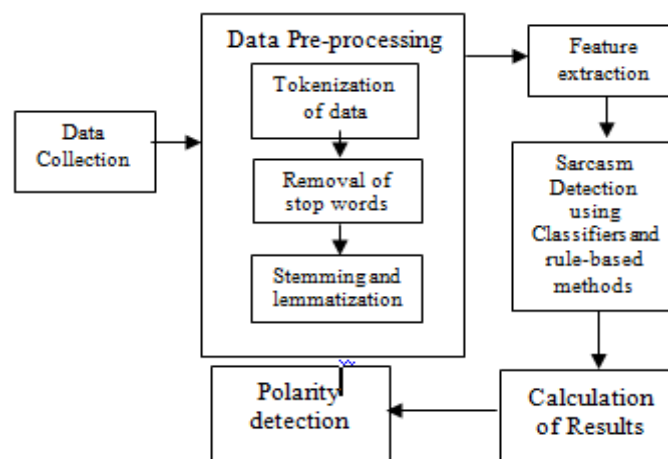 Data Pre-processing
Tokenization
of data
Removal of
stop words
Stemming and
lemmatization
Data
Collection
Feature
extraction
Sarcasm
Detection
using
Classifiers and
rule-based
methods
Calculation
of Results
Polarity
detection